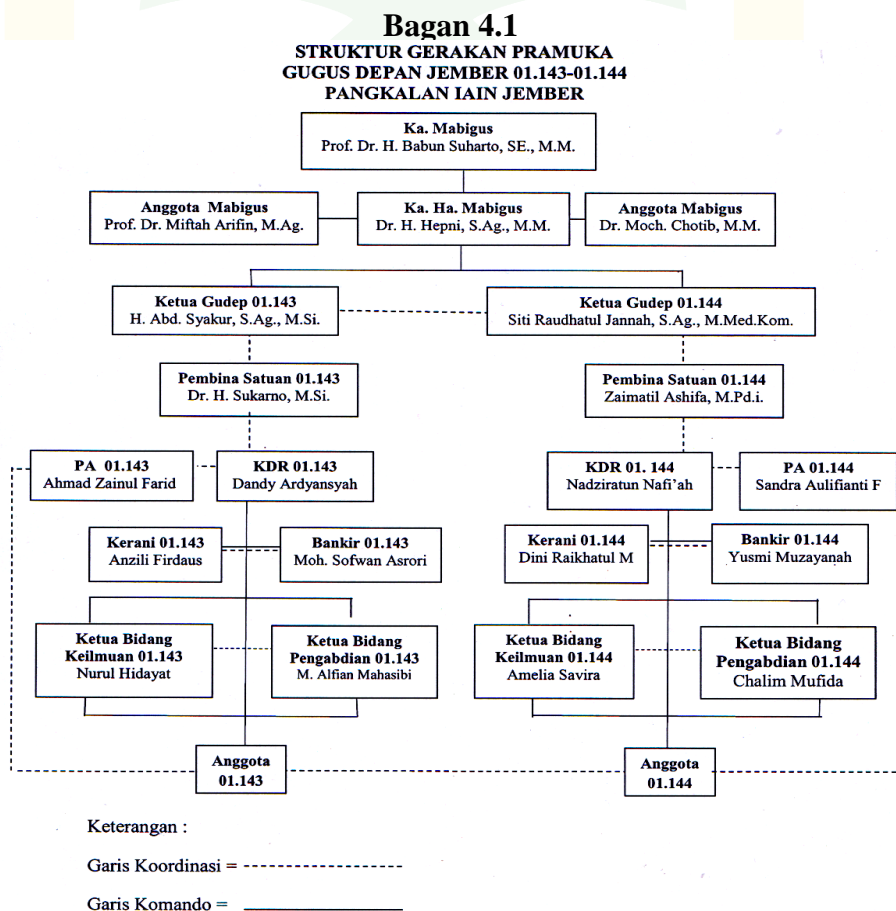 Bagan 4.1
STRUKTUR GERAKAN PRAMUKA
GUGUS DEPAN JEMBER 01.143-01.144
PANGKALAN IAIN JEMBER
Ka. Mabigus
Prof. Dr. H. Babun Suharto, SE., M.M.
Anggota Mabigus
Prof. Dr. Miftah Arifin, M.Ag.
Ka. Ha. Mabigus
Dr. H. Hepni, S.Ag., M.M.
Anggota Mabigus
Dr. Moch. Chotib, M.M.
Ketua Gudep 01.143
H. Abd. Syakur, S.Ag., M.Si.
Ketua Gudep 01.144
Siti Raudhatul Jannah, S.Ag., M.Med.Kom.
Pembina Satuan 01.143
Dr. H. Sukarno, M.Si.
Pembina Satuan 01.144
Zaimatil Ashifa, M.Pd.i.
PA 01.143
Ahmad Zainul Farid
KDR 01.143
Dandy Ardyansyah
KDR 01. 144
Nadziratun Nafi'ah
PA 01.144
Sandra Aulifianti F
Kerani 01.143
Anzili Firdaus
Bankir 01.143
Moh. Sofwan Asrori
Kerani 01.144
Dini Raikhatul M
Bankir 01.144
Yusmi Muzayanah
Ketua Bidang
Keilmuan 01.143
Nurul Hidayat
Ketua Bidang
Pengabdian 01.143
M. Alfian Mahasibi
Ketua Bidang
Keilmuan 01.144
Amelia Savira
Ketua Bidang
Pengabdian 01.144
Chalim Mufida
Anggota
01.143
Anggota
01.144
Keterangan :
Garis Koordinasi =
Garis Komando =